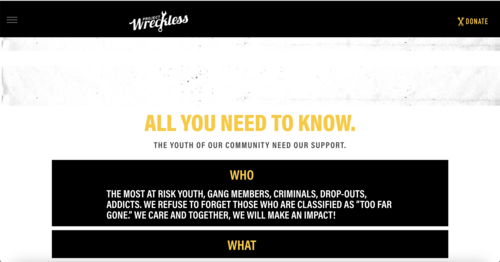 PROJECT
Wreckless
DONATE
ALL YOU NEED TO KNOW.
THE YOUTH OF OUR COMMUNITY NEED OUR SUPPORT.
WHO
THE MOST AT RISK YOUTH, GANG MEMBERS, CRIMINALS, DROP-OUTS,
ADDICTS. WE REFUSE TO FORGET THOSE WHO ARE CLASSIFIED AS “TOO FAR
GONE.” WE CARE AND TOGETHER, WE WILL MAKE AN IMPACT!
WHAT